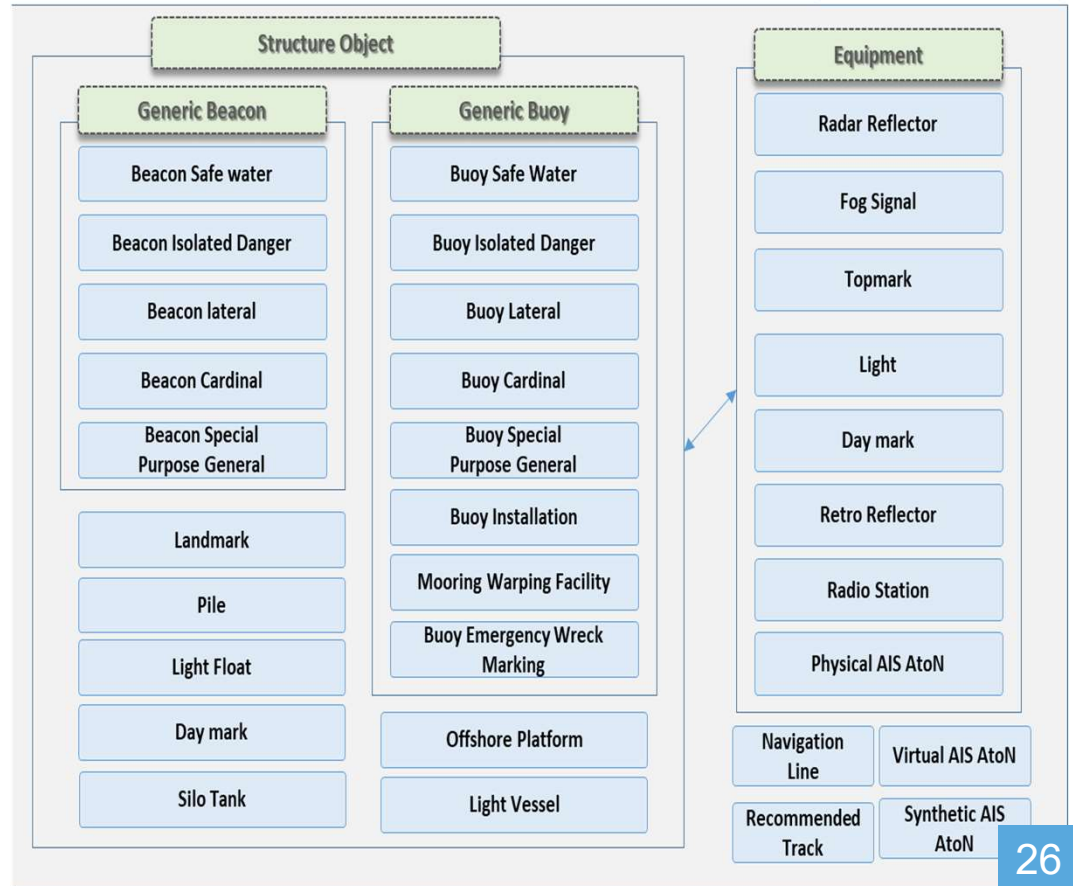 Structure Object
Generic Beacon
Beacon Safe water
Beacon Isolated Danger
Beacon lateral
Beacon Cardinal
Beacon Special
Purpose General
Landmark
Pile
Light Float
Day mark
Silo Tank
Generic Buoy
Buoy Safe Water
Buoy Isolated Danger
Buoy Lateral
Buoy Cardinal
Buoy Special
Purpose General
Buoy Installation
Mooring Warping Facility
Buoy Emergency Wreck
Marking
Offshore Platform
Light Vessel
Equipment
Radar Reflector
Fog Signal
Topmark
Light
Day mark
Retro Reflector
Radio Station
Physical AIS AtoN
Navigation
Line
Virtual AIS AtoN
Recommended
Track
Synthetic AIS
AtoN
26